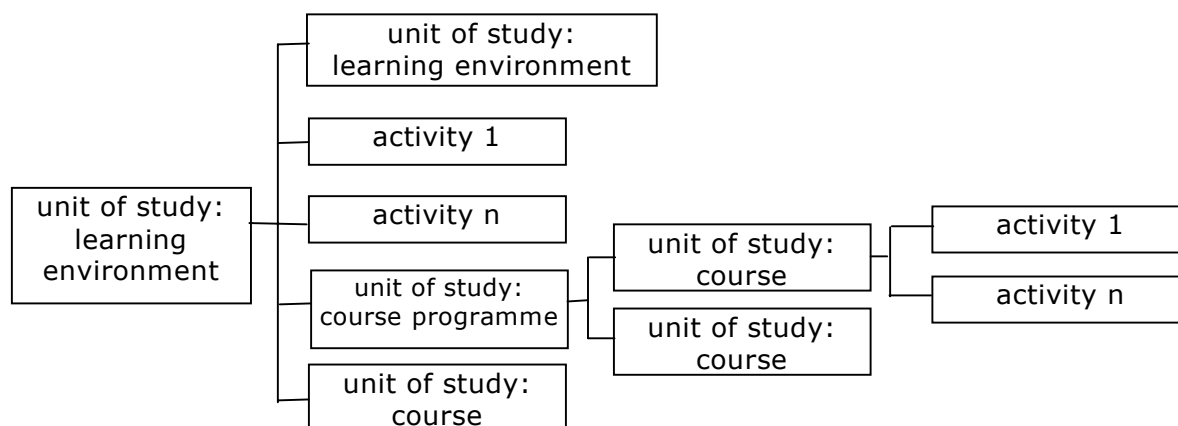 unit of study:
learning environment
activity 1
unit of study:
learning
environment
activity n
unit of study:
course programme
unit of study:
course
unit of study:
course
unit of study:
course
activity 1
activity n